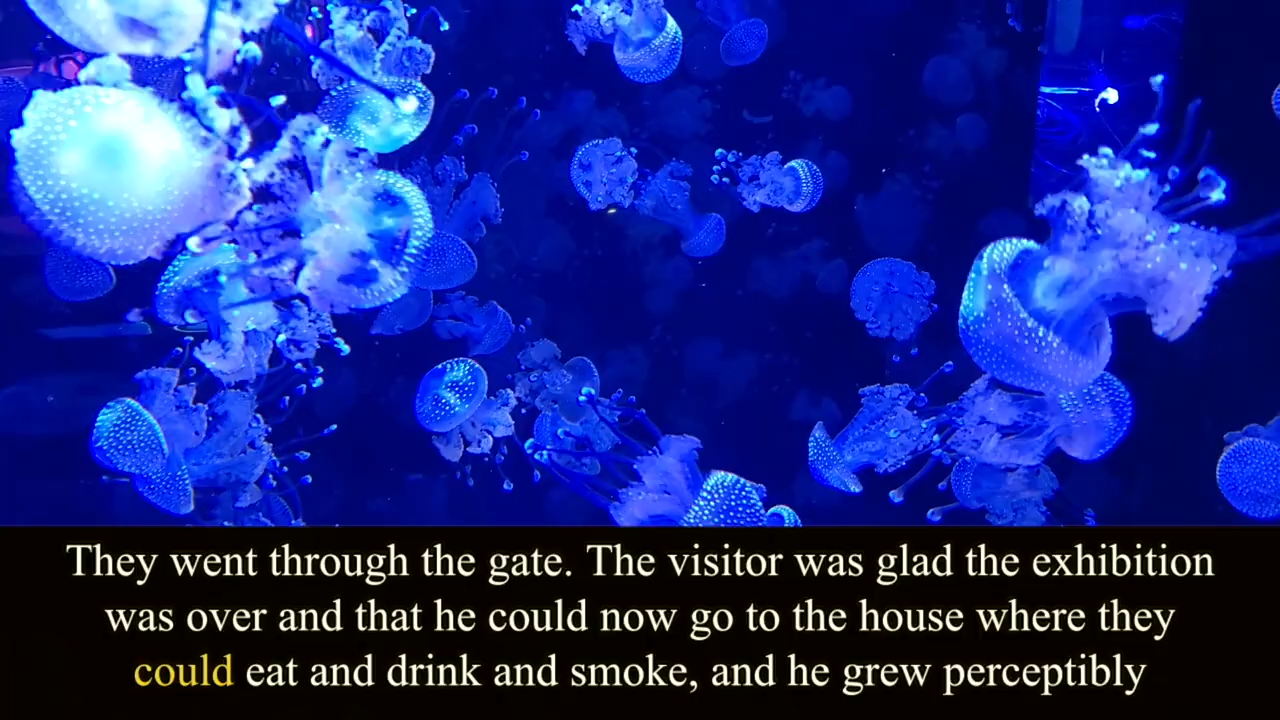 They went through the gate. The visitor was glad the exhibition
was over and that he could now go to the house where they
could eat and drink and smoke, and he grew perceptibly